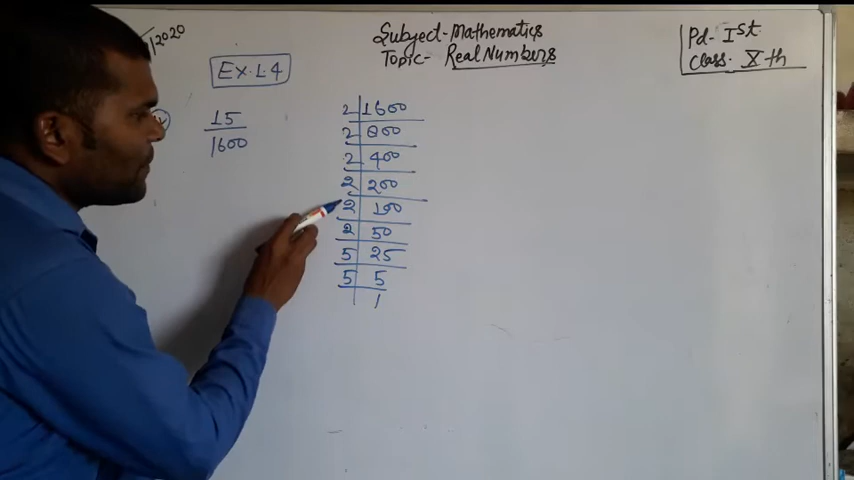 /2020
Subject-Mathematics
Topic- Real Numbers
Pd- Ist
Class- X-th
Ex.1.4
15
1600
2 1600
2 800
2 400
2 200
2 100
2 50
5 25
5 5
1